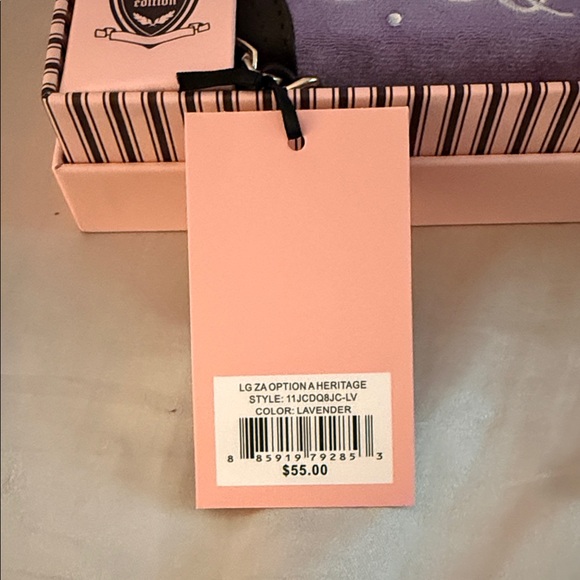 edition
LG ZA OPTION A HERITAGE
STYLE: 11JCDQ8JC-LV
COLOR: LAVENDER
8 85919 79285 3
$55.00